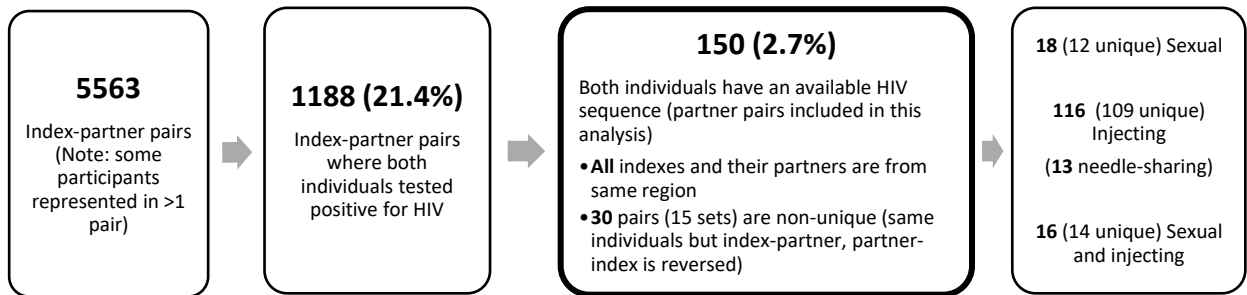 5563
Index-partner pairs
(Note: some
participants
represented in >1
pair)
1188 (21.4%)
Index-partner pairs
where both
individuals tested
positive for HIV
150 (2.7%)
Both individuals have an available HIV
sequence (partner pairs included in this
analysis)
•All indexes and their partners are from
same region
•30 pairs (15 sets) are non-unique (same
individuals but index-partner, partner-
index is reversed)
18 (12 unique) Sexual
116 (109 unique)
Injecting
(13 needle-sharing)
16 (14 unique) Sexual
and injecting